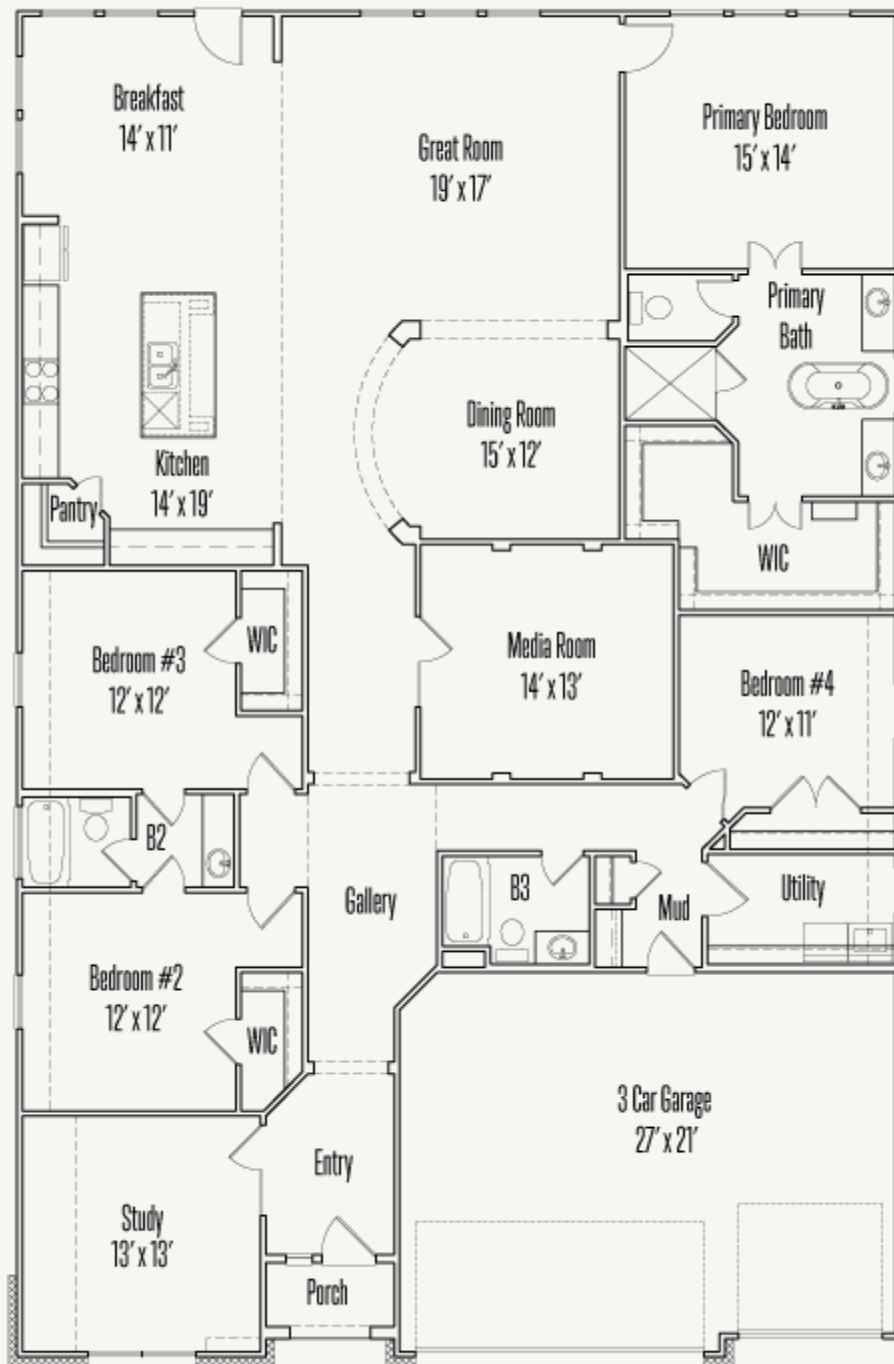 Breakfast
14' x 11'
Great Room
19' x 17'
Primary Bedroom
15' x 14'
Primary
Bath
Dining Room
15' x 12'
Kitchen
14' x 19'
Pantry
WIC
WIC
Bedroom #3
12' x 12'
Media Room
14' x 13'
Bedroom #4
12' x 11'
B2
B3
Gallery
Mud
Utility
Bedroom #2
12' x 12'
WIC
3 Car Garage
27' x 21'
Entry
Study
13' x 13'
Porch